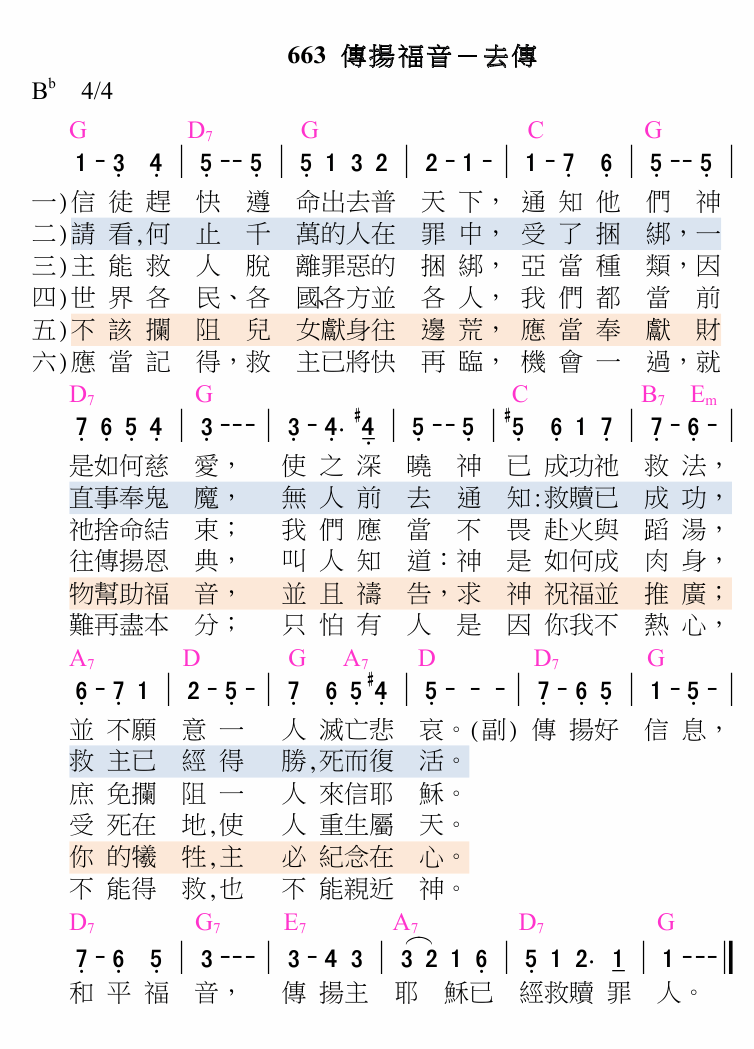 663 傳揚福音－去傳
Bb 4/4
G D7 G C G
1 - 3 4 | 5 - - 5 | 5 1 3 2 | 2 - 1 - | 1 - 7 6 | 5 - - 5 |
一)信徒趕快遵命出去普天下，通知他們神
二)請看,何止千萬的人在罪中，受了捆綁，一
三)主能救人脫離罪惡的捆綁，亞當種類，因
四)世界各民、各國、各方並各人，我們都當前
五)不該攔阻兒女獻身往邊荒，應當奉獻財
六)應當記得，救主已將快再臨，機會一過，就
D7 G C B7 Em
7 6 5 4 | 3 - - - | 3 - 4. #4 | 5 - - 5 | #5 6 1 7 | 7 - 6 - |
是如何慈愛，使之深曉神已成功祂救法，
直事奉鬼魔，無人前去通知:救贖已成功，
祂捨命結束；我們應當不畏赴火與蹈湯，
往傳揚恩典，叫人知道：神是如何成肉身，
物幫助福音，並且禱告，求神祝福並推廣；
難再盡本分；只怕有人是因你我不熱心，
A7 D G A7 D D7 G
6 - 7 1 | 2 - 5 - | 7 6 5 #4 | 5 - - - | 7 - 6 5 | 1 - 5 - |
並不願意一人滅亡悲哀。(副)傳揚好信息，
救主已經得勝,死而復活。
庶免攔阻一人來信耶穌。
受死在地,使人重生屬天。
你的犧牲,主必紀念在心。
不能得救,也不能親近神。
D7 G7 E7 A7 D7 G
7 - 6 5 | 3 - - - | 3 - 4 3 | 3 2 1 6 | 5 1 2. 1 | 1 - - - ‖
和平福音，傳揚主耶穌已經救贖罪人。